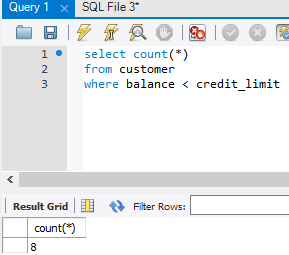 Query 1
SQL File 3*
1 select count(*)
2 from customer
3 where balance < credit_limit
Result Grid
Filter Rows:
count(*)
8